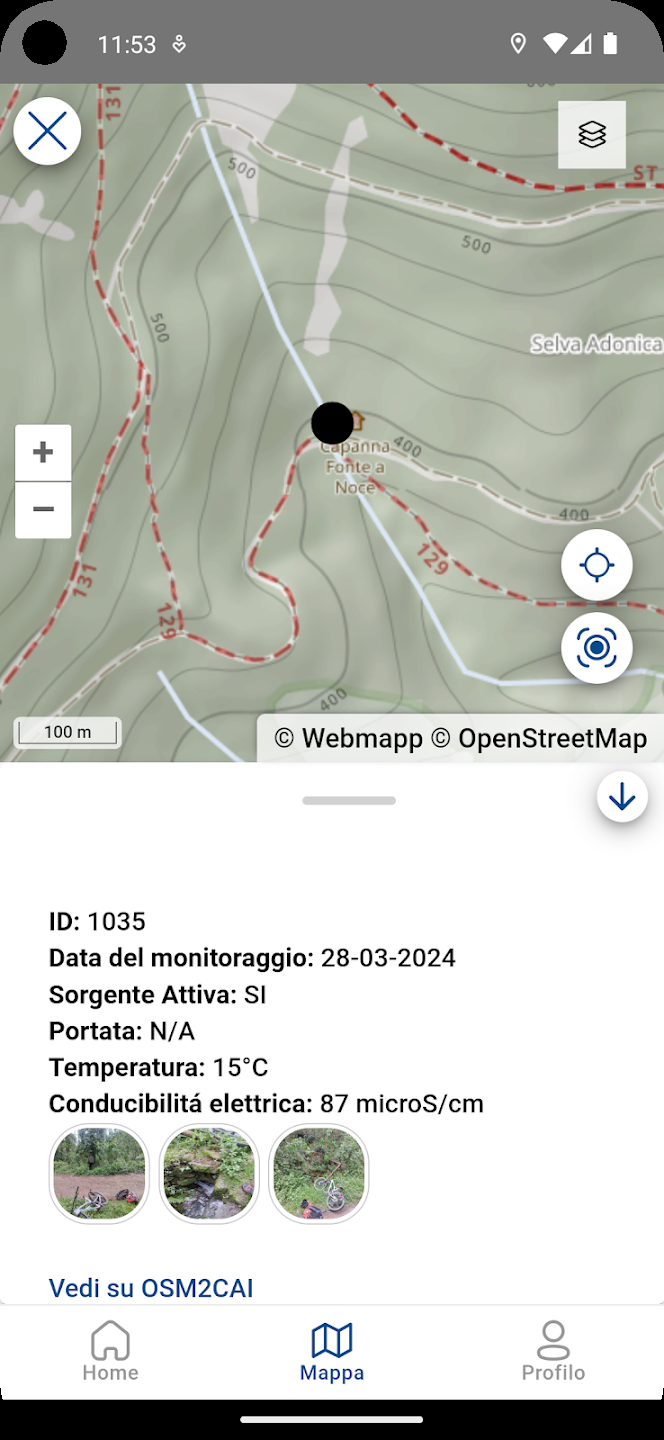 11:53
131
ST
500
500
500
Selva Adonica
400
Capanna
Fonte a
Noce
400
129
131
129
400
100 m
© Webmapp © OpenStreetMap
ID: 1035
Data del monitoraggio: 28-03-2024
Sorgente Attiva: SI
Portata: N/A
Temperatura: 15°C
Conducibilitá elettrica: 87 microS/cm
Vedi su OSM2CAI
Home
Mappa
Profilo